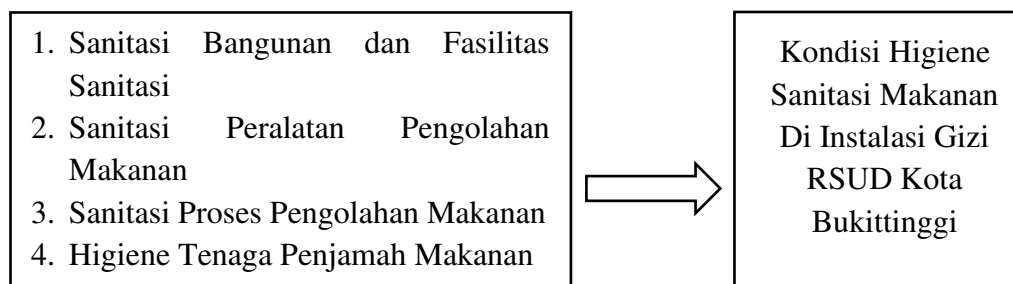 1. Sanitasi Bangunan dan Fasilitas
Sanitasi
2. Sanitasi Peralatan Pengolahan
Makanan
3. Sanitasi Proses Pengolahan Makanan
4. Higiene Tenaga Penjamah Makanan
Kondisi Higiene
Sanitasi Makanan
Di Instalasi Gizi
RSUD Kota
Bukittinggi